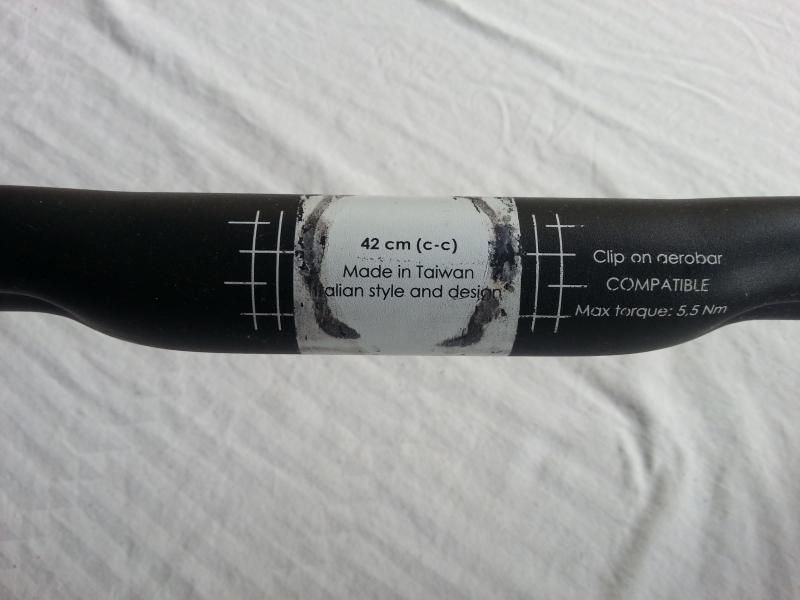 42 cm (c-c)
Made in Taiwan
alian style and design
Clip on aerobar
COMPATIBLE
Max torque: 5,5 Nm